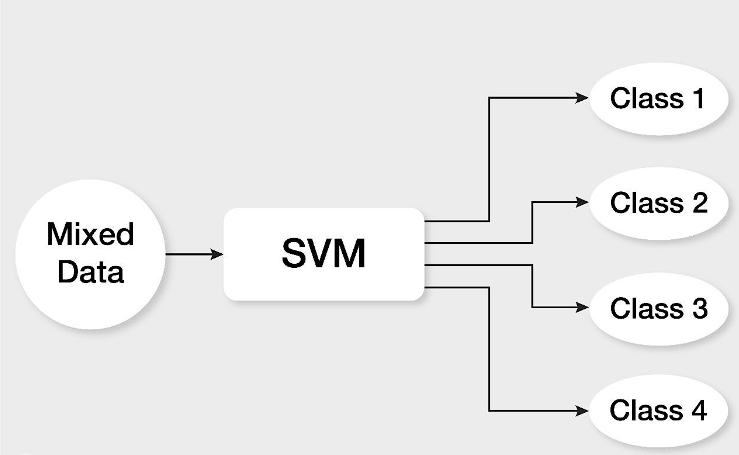 Mixed
Data
SVM
Class 1
Class 2
Class 3
Class 4